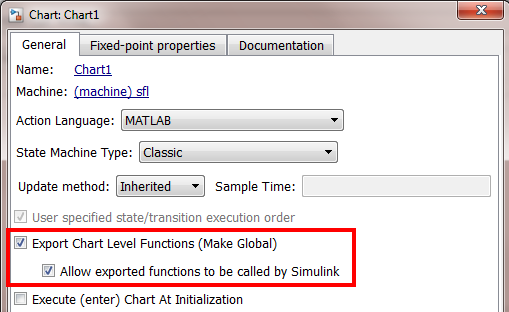 Chart: Chart1
General Fixed-point properties Documentation
Name: Chart1
Machine: (machine) sfl
Action Language: MATLAB
State Machine Type: Classic
Update method: Inherited Sample Time:
User specified state/transition execution order
Export Chart Level Functions (Make Global)
Allow exported functions to be called by Simulink
Execute (enter) Chart At Initialization